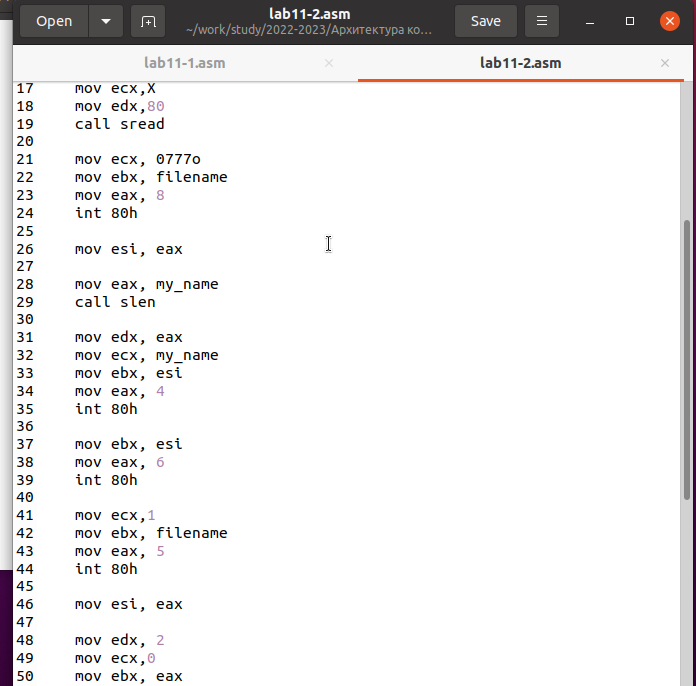 Open
lab11-2.asm
~/work/study/2022-2023/Архитектура ко...
Save
lab11-1.asm
lab11-2.asm
17 mov ecx,X
18 mov edx,80
19 call sread
20
21 mov ecx, 0777o
22 mov ebx, filename
23 mov eax, 8
24 int 80h
25
26 mov esi, eax
27
28 mov eax, my_name
29 call slen
30
31 mov edx, eax
32 mov ecx, my_name
33 mov ebx, esi
34 mov eax, 4
35 int 80h
36
37 mov ebx, esi
38 mov eax, 6
39 int 80h
40
41 mov ecx,1
42 mov ebx, filename
43 mov eax, 5
44 int 80h
45
46 mov esi, eax
47
48 mov edx, 2
49 mov ecx,0
50 mov ebx, eax